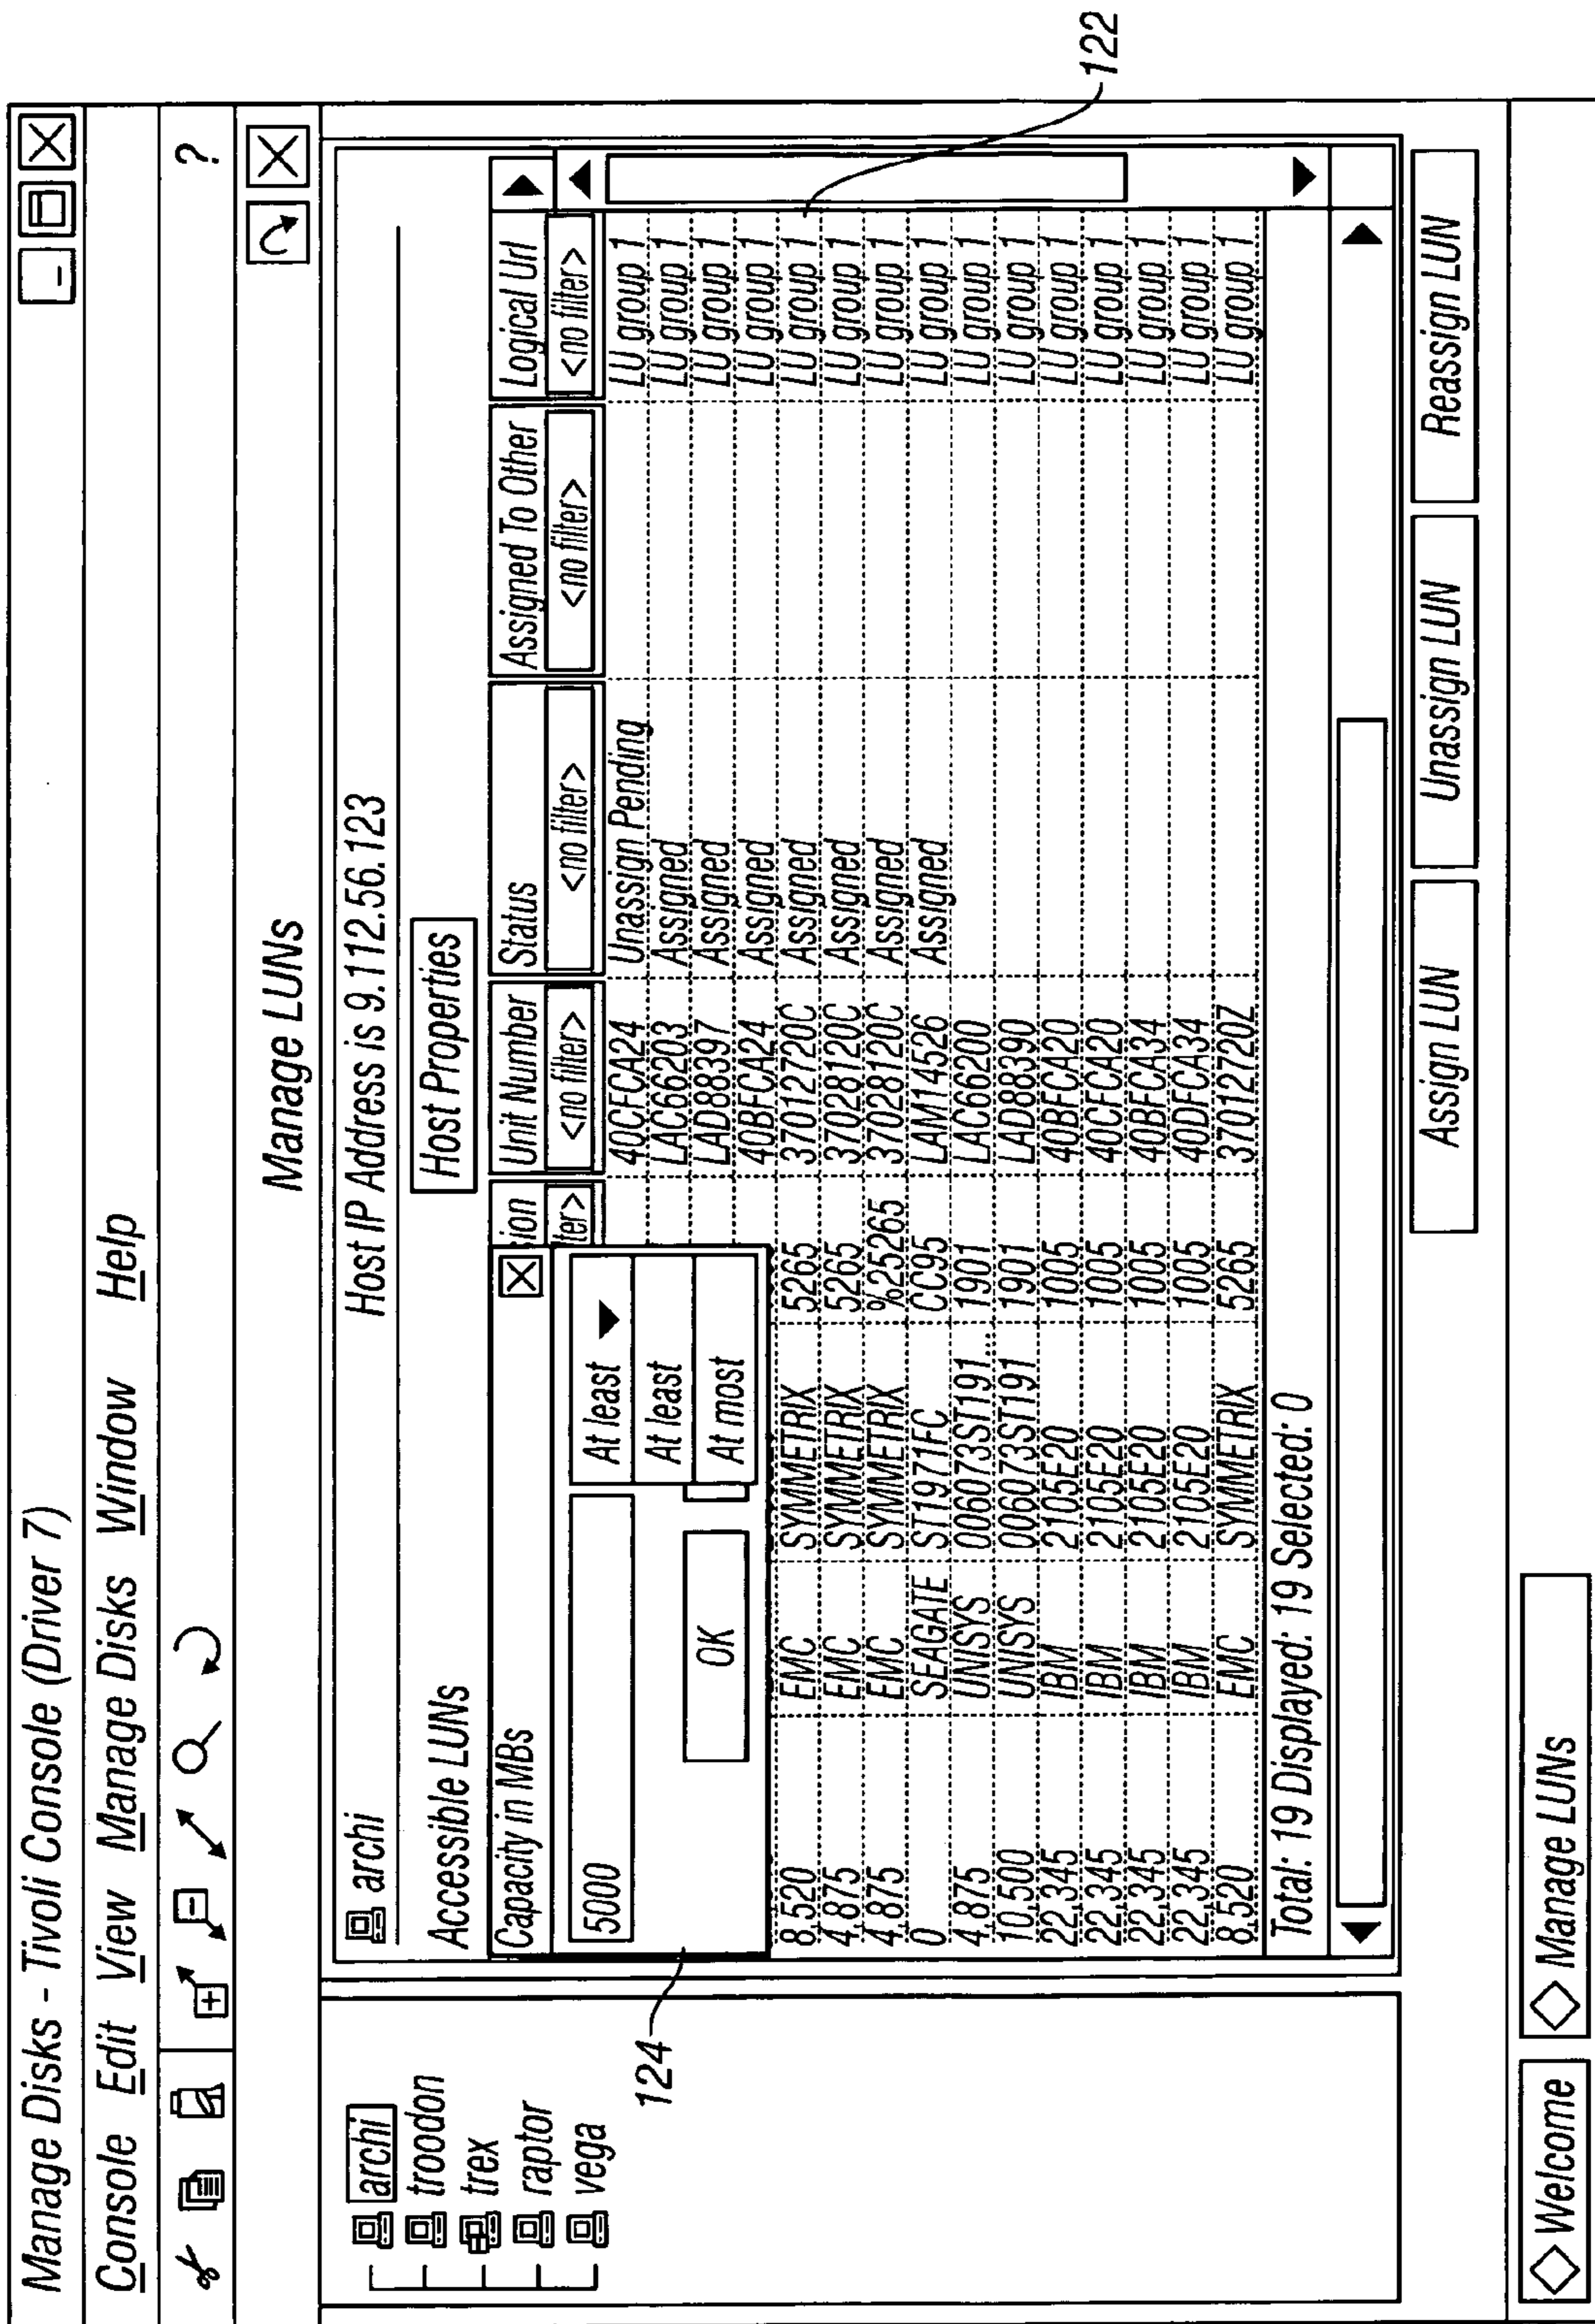 Manage Disks - Tivoli Console (Driver 7)
Console Edit View Manage Disks Window Help
?
Manage LUNs
archi
troodon
trex
raptor
vega
archi Host IP Address is 9.112.56.123
Accessible LUNs Host Properties
Capacity in MBs
5000 At least
At least
At most
OK
124
122
ion Unit Number Status Assigned To Other Logical Url
ter> <no filter> <no filter> <no filter> <no filter>
40CFCA24 Unassign Pending LU group 1
LAC66203 Assigned LU group 1
LAD88397 Assigned LU group 1
40BFCA24 Assigned LU group 1
8,520 EMC SYMMETRIX 5265 37012720C Assigned LU group 1
4,875 EMC SYMMETRIX 5265 37028120C Assigned LU group 1
4,875 EMC SYMMETRIX %25265 37028120C Assigned LU group 1
0 SEAGATE ST1971FC CC95 LAM14526 Assigned LU group 1
4,875 UNISYS 006073ST191... 1901 LAC66200 LU group 1
10,500 UNISYS 006073ST191 1901 LAD88390 LU group 1
22,345 IBM 2105E20 1005 40BFCA20 LU group 1
22,345 IBM 2105E20 1005 40CFCA20 LU group 1
22,345 IBM 2105E20 1005 40BFCA34 LU group 1
22,345 IBM 2105E20 1005 40DFCA34 LU group 1
8,520 EMC SYMMETRIX 5265 37012720Z LU group 1
Total: 19 Displayed: 19 Selected: 0
Assign LUN Unassign LUN Reassign LUN
Welcome Manage LUNs